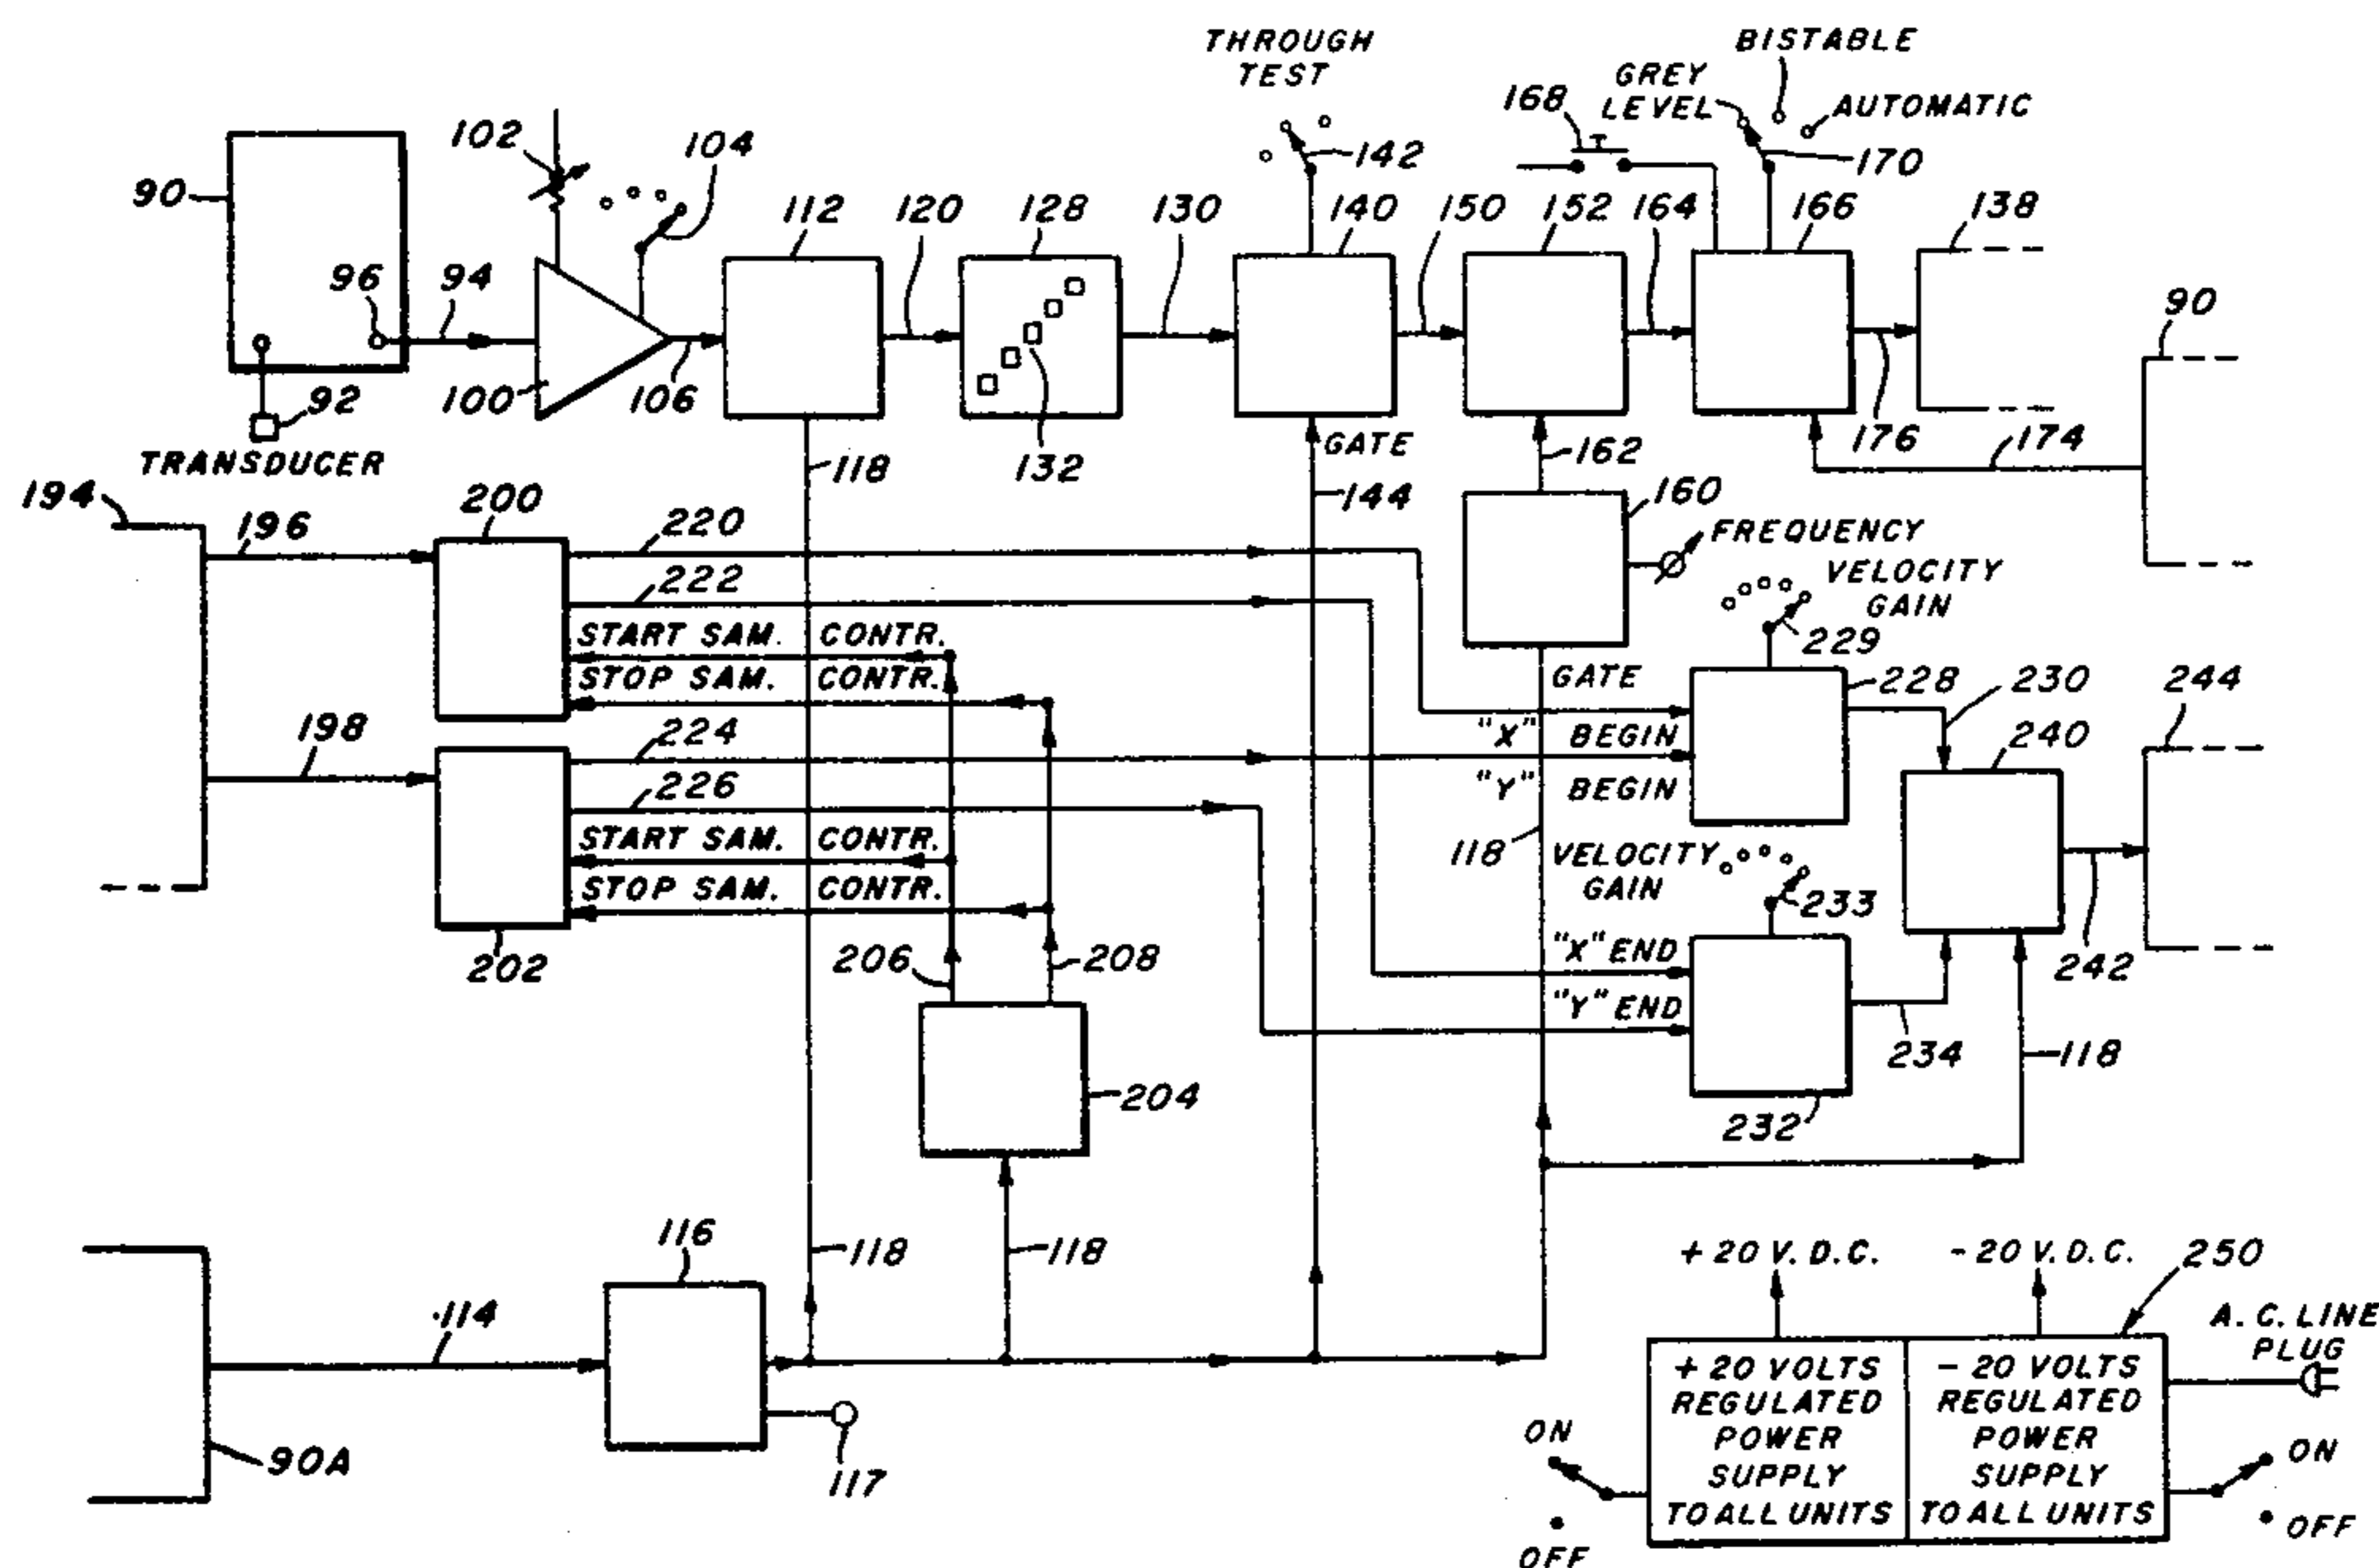 THROUGH
TEST
BISTABLE
GREY
LEVEL
AUTOMATIC
168
170
102
104
142
90
112
120
128
130
140
150
152
164
166
138
96
94
90
100
92
106
132
GATE
162
176
174
TRANSDUCER
118
144
160
194
196
200
220
FREQUENCY
222
VELOCITY
GAIN
START SAM. CONTR.
229
STOP SAM. CONTR.
GATE
228
230
244
198
224
"X" BEGIN
240
226
"Y" BEGIN
START SAM. CONTR.
118
VELOCITY
GAIN
STOP SAM. CONTR.
233
202
206
208
"X" END
242
"Y" END
234
118
204
232
116
118
118
+ 20 V. D. C.
- 20 V. D. C.
250
114
A. C. LINE
PLUG
+ 20 VOLTS
REGULATED
POWER
SUPPLY
TO ALL UNITS
- 20 VOLTS
REGULATED
POWER
SUPPLY
TO ALL UNITS
ON
ON
90A
117
OFF
OFF